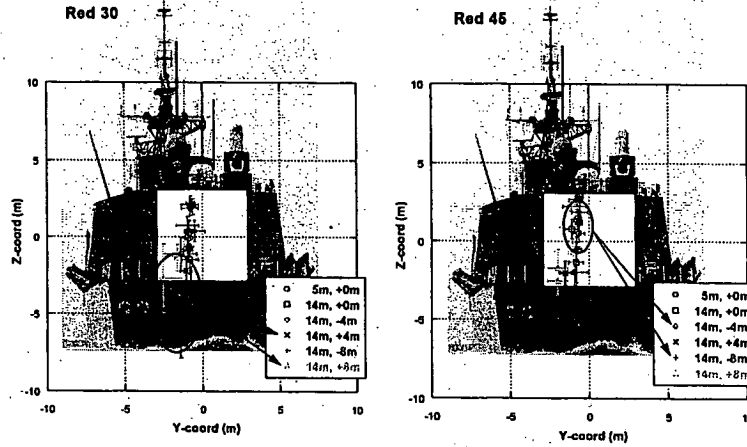 Red 30
Z-coord (m)
10
5
0
-5
-10
-10
-5
0
5
10
Y-coord (m)
5m, +0m
14m, +0m
14m, -4m
14m, +4m
14m, -8m
14m, +8m
Red 45
Z-coord (m)
10
5
0
-5
-10
-10
-5
0
5
Y-coord (m)
5m, +0m
14m, +0m
14m, -4m
14m, +4m
14m, -8m
14m, +8m